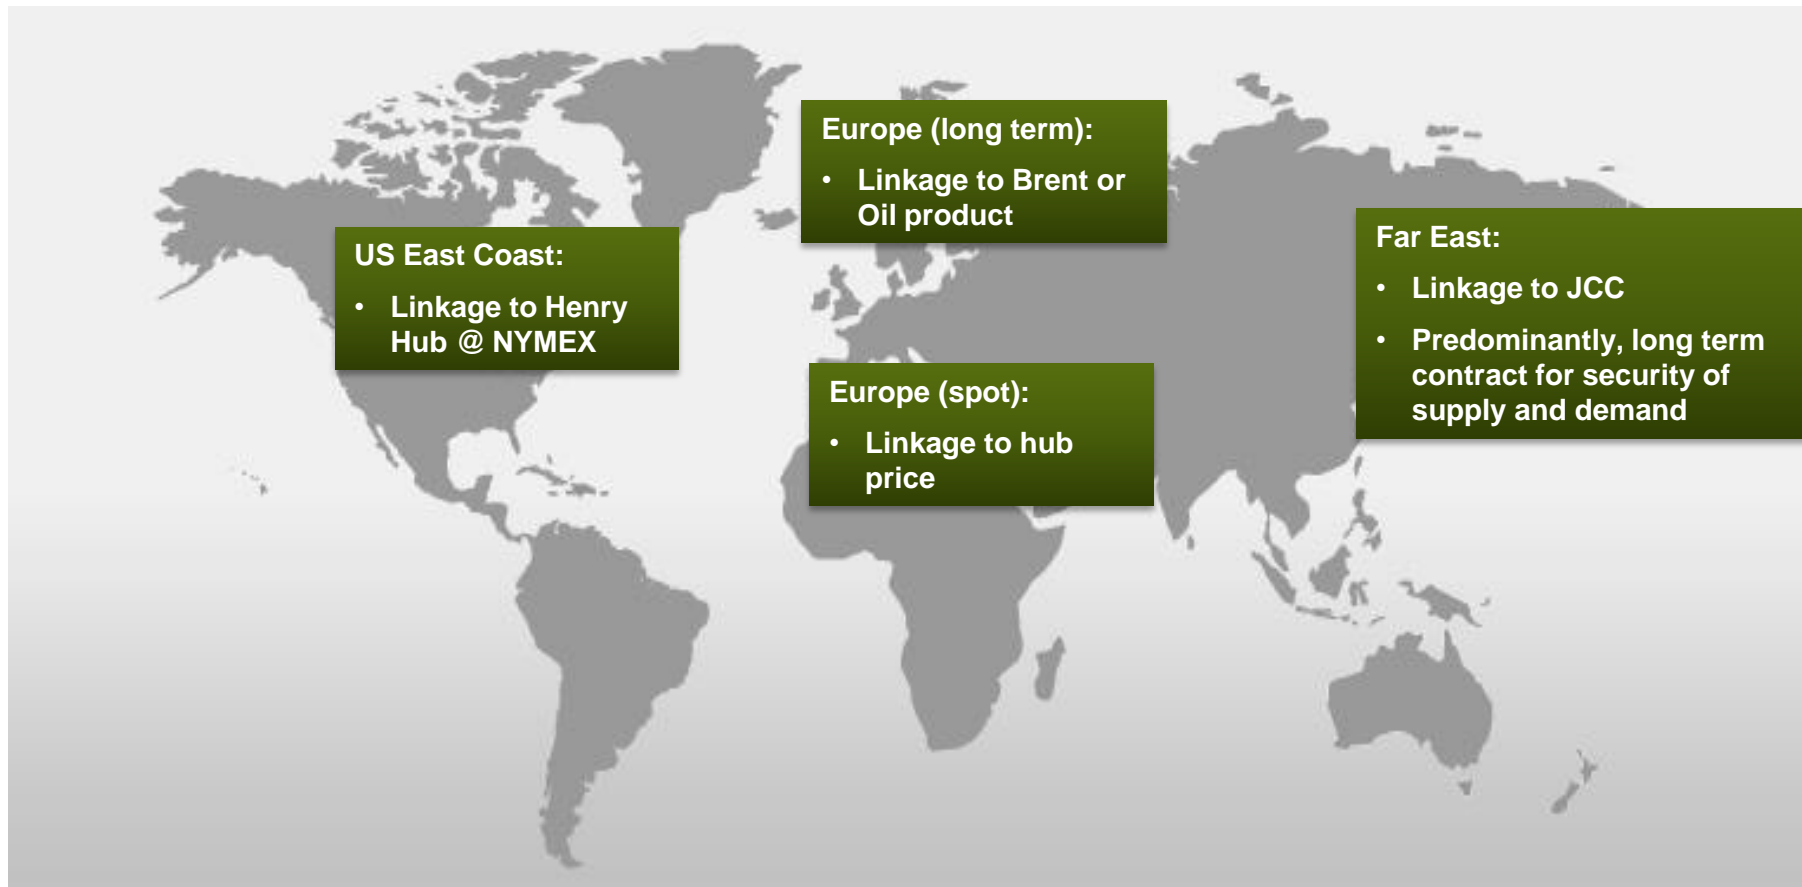 Europe (long term):
• Linkage to Brent or
Oil product
US East Coast:
• Linkage to Henry
Hub @ NYMEX
Far East:
• Linkage to JCC
• Predominantly, long term
contract for security of
supply and demand
Europe (spot):
• Linkage to hub
price